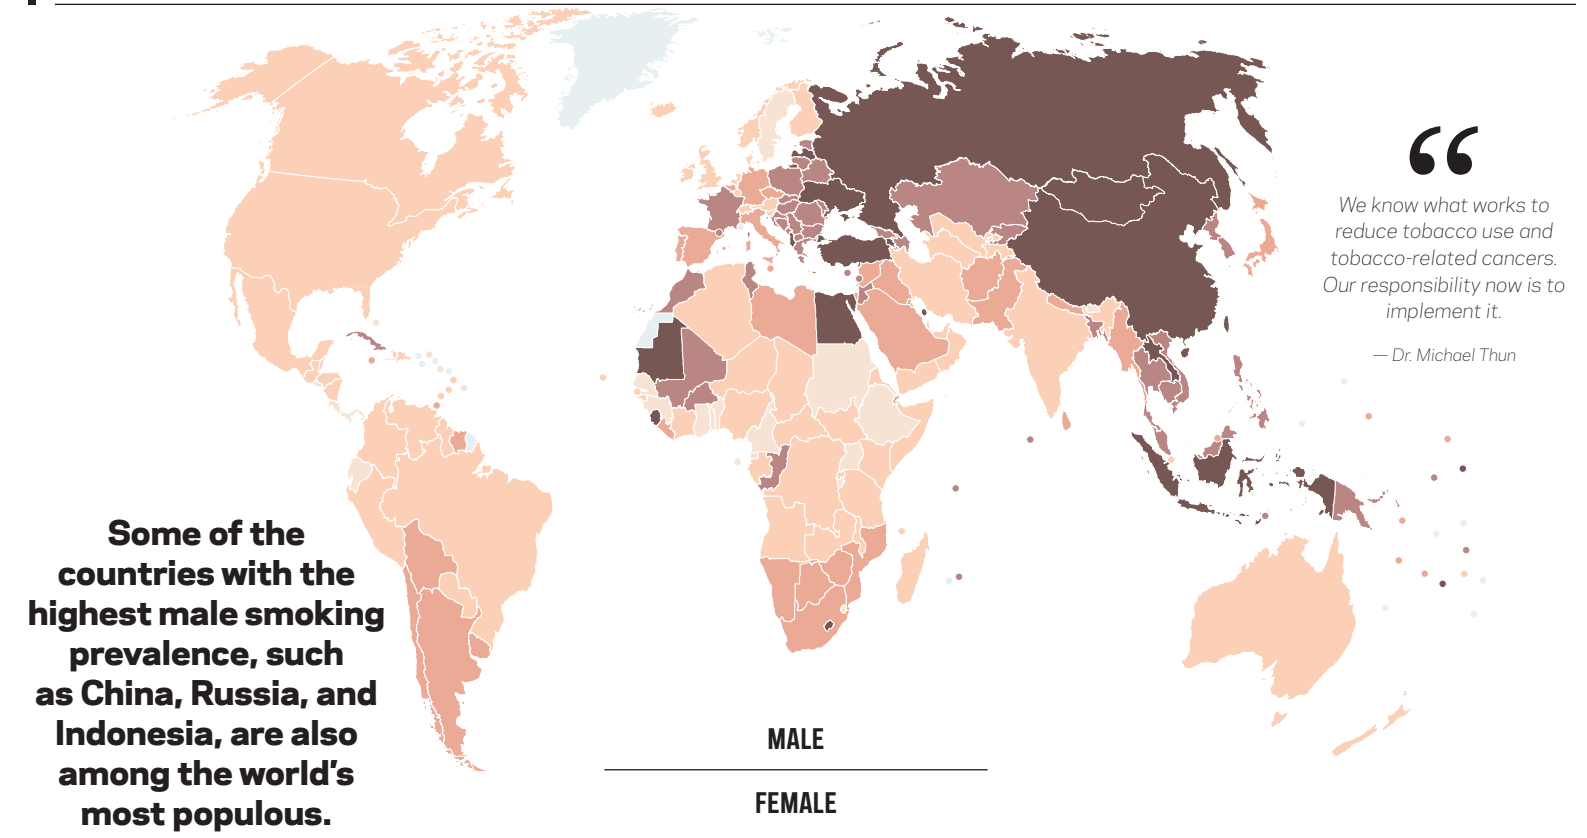 “
We know what works to
reduce tobacco use and
tobacco-related cancers.
Our responsibility now is to
implement it.
— Dr. Michael Thun
Some of the
countries with the
highest male smoking
prevalence, such
as China, Russia, and
Indonesia, are also
among the world’s
most populous.
MALE
FEMALE